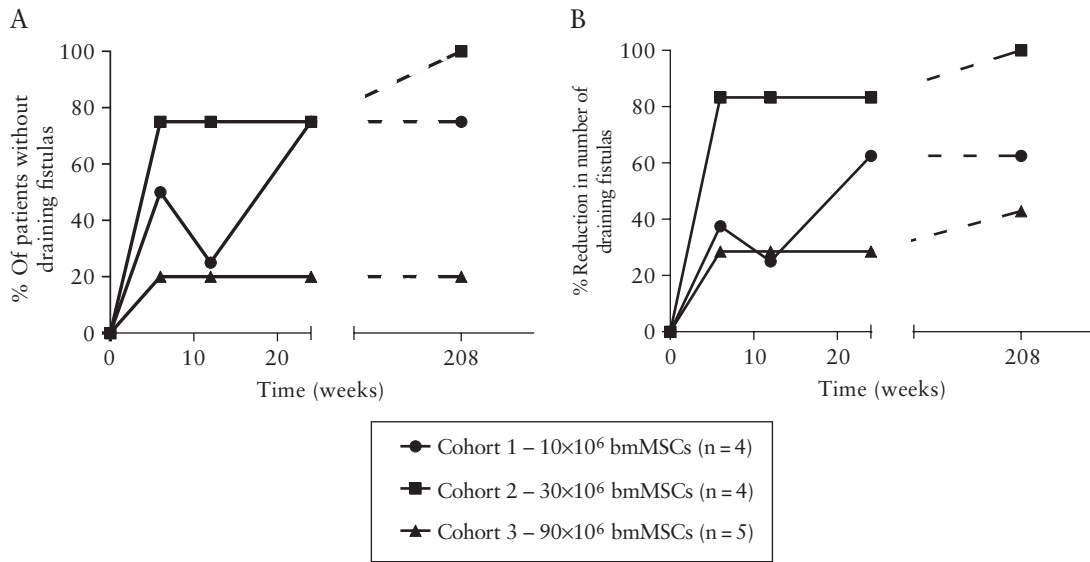 A
% Of patients without
draining fistulas
100
80
60
40
20
0
0
10
20
208
Time (weeks)
B
% Reduction in number of
draining fistulas
100
80
60
40
20
0
0
10
20
208
Time (weeks)
Cohort 1 – 10×10⁶ bmMSCs (n = 4)
Cohort 2 – 30×10⁶ bmMSCs (n = 4)
Cohort 3 – 90×10⁶ bmMSCs (n = 5)